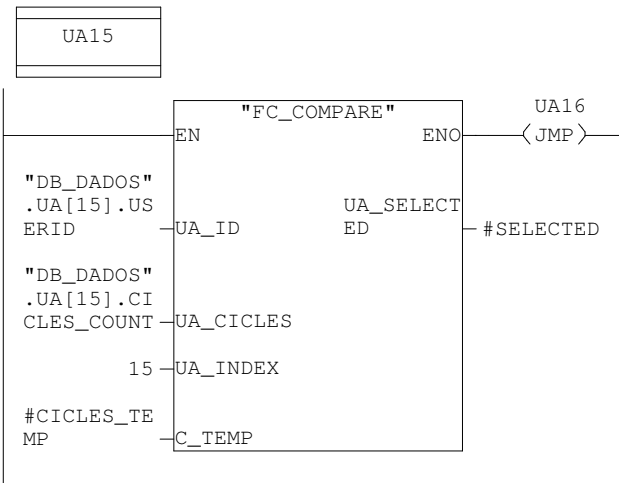 UA15
"FC_COMPARE"
UA16
EN
ENO
JMP
"DB_DADOS"
.UA[15].US
ERID
UA_ID
UA_SELECT
ED
#SELECTED
"DB_DADOS"
.UA[15].CI
CLES_COUNT
UA_CICLES
15
UA_INDEX
#CICLES_TE
MP
C_TEMP